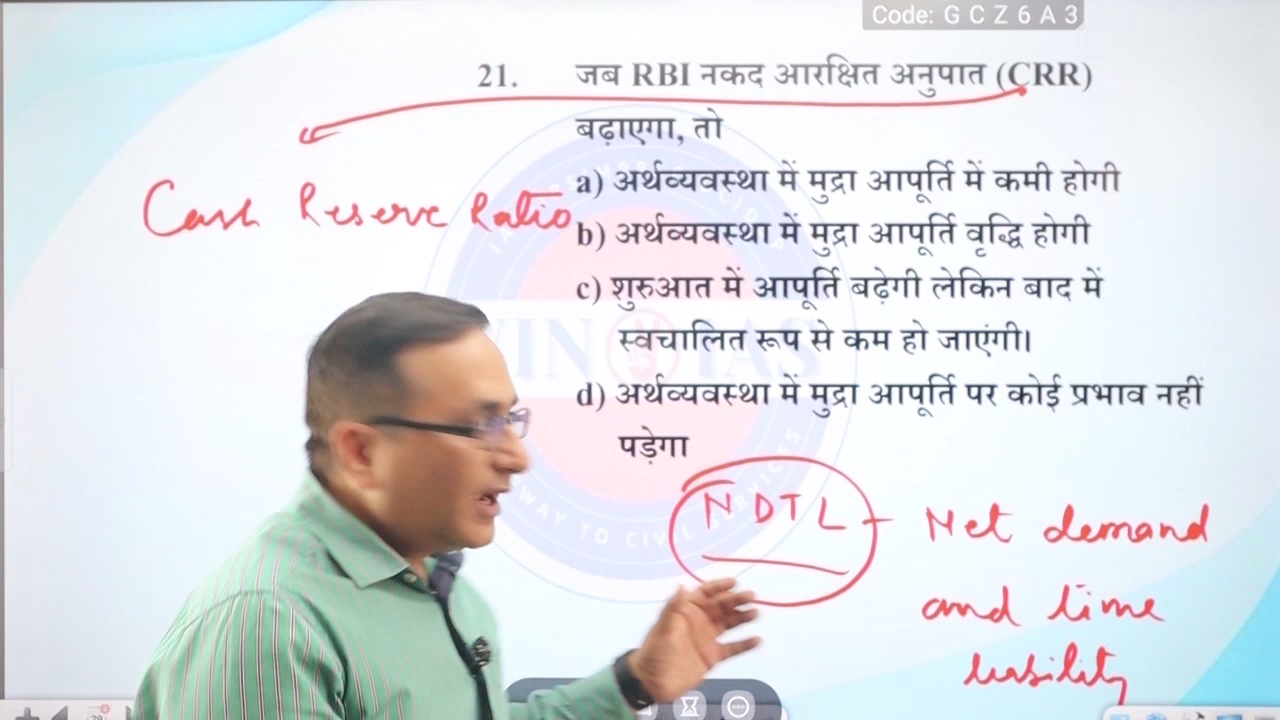 Code: G C Z 6 A 3
21. जब RBI नकद आरक्षित अनुपात (CRR)
बढ़ाएगा, तो
a) अर्थव्यवस्था में मुद्रा आपूर्ति में कमी होगी
Cash Reserve Ratio
b) अर्थव्यवस्था में मुद्रा आपूर्ति वृद्धि होगी
c) शुरुआत में आपूर्ति बढ़ेगी लेकिन बाद में
स्वचालित रूप से कम हो जाएंगी।
d) अर्थव्यवस्था में मुद्रा आपूर्ति पर कोई प्रभाव नहीं
पड़ेगा
NDTL - Net demand
and time
liability